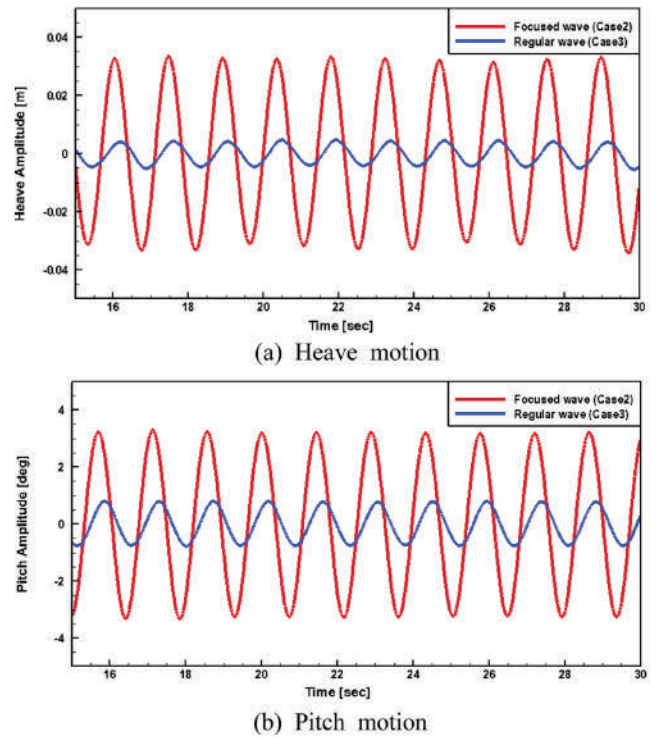 0.04
0.02
0
-0.02
-0.04
Heave Amplitude [m]
Focused wave (Case2)
Regular wave (Case3)
16 18 20 22 24 26 28 30
Time [sec]
(a) Heave motion
4
2
0
-2
-4
Pitch Amplitude [deg]
Focused wave (Case2)
Regular wave (Case3)
16 18 20 22 24 26 28 30
Time [sec]
(b) Pitch motion